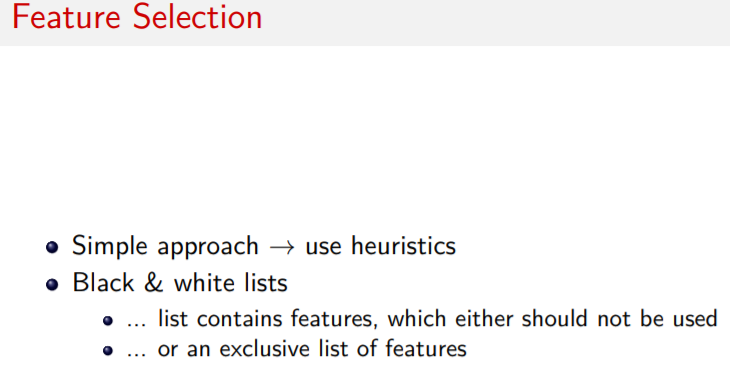 Feature Selection
Simple approach → use heuristics
Black & white lists
... list contains features, which either should not be used
... or an exclusive list of features